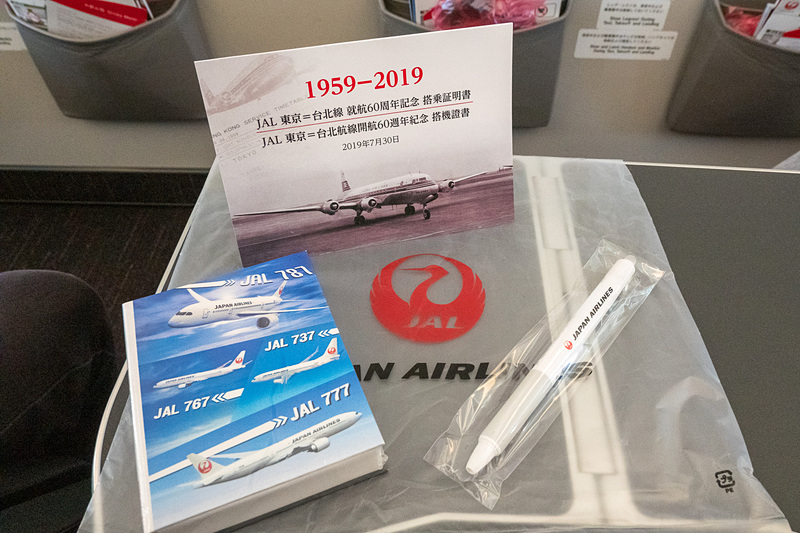 1959–2019
JAL 東京＝台北線 就航60周年記念 搭乗証明書
JAL 東京＝台北航線開航60週年紀念 搭機證書
2019年7月30日
TOKYO
JAL 787
JAPAN AIRLINES
JAL 737
JAL 767
JAL 777
JAPAN AIRLINES
JAL
PAN AIRLINES
JAPAN AIRLINES